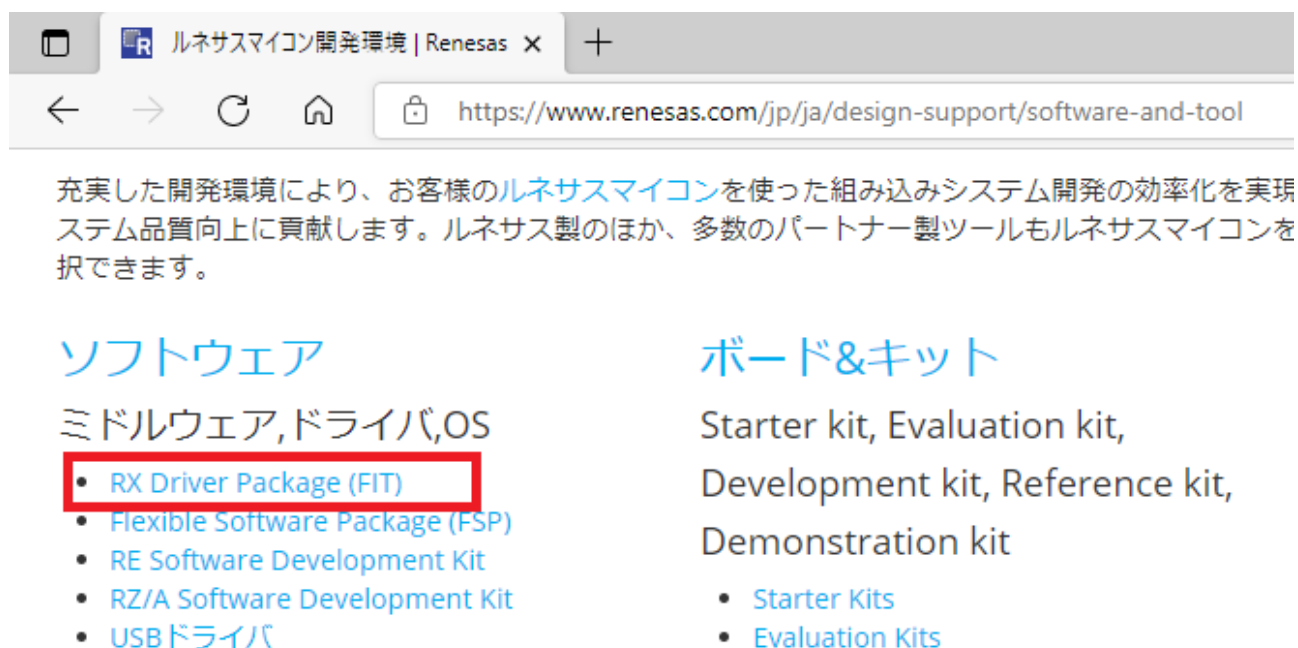 ルネサスマイコン開発環境 | Renesas
https://www.renesas.com/jp/ja/design-support/software-and-tool
充実した開発環境により、お客様のルネサスマイコンを使った組み込みシステム開発の効率化を実現
ステム品質向上に貢献します。ルネサス製のほか、多数のパートナー製ツールもルネサスマイコンを
択できます。
ソフトウェア
ミドルウェア,ドライバ,OS
RX Driver Package (FIT)
Flexible Software Package (FSP)
RE Software Development Kit
RZ/A Software Development Kit
USBドライバ
ボード&キット
Starter kit, Evaluation kit,
Development kit, Reference kit,
Demonstration kit
Starter Kits
Evaluation Kits